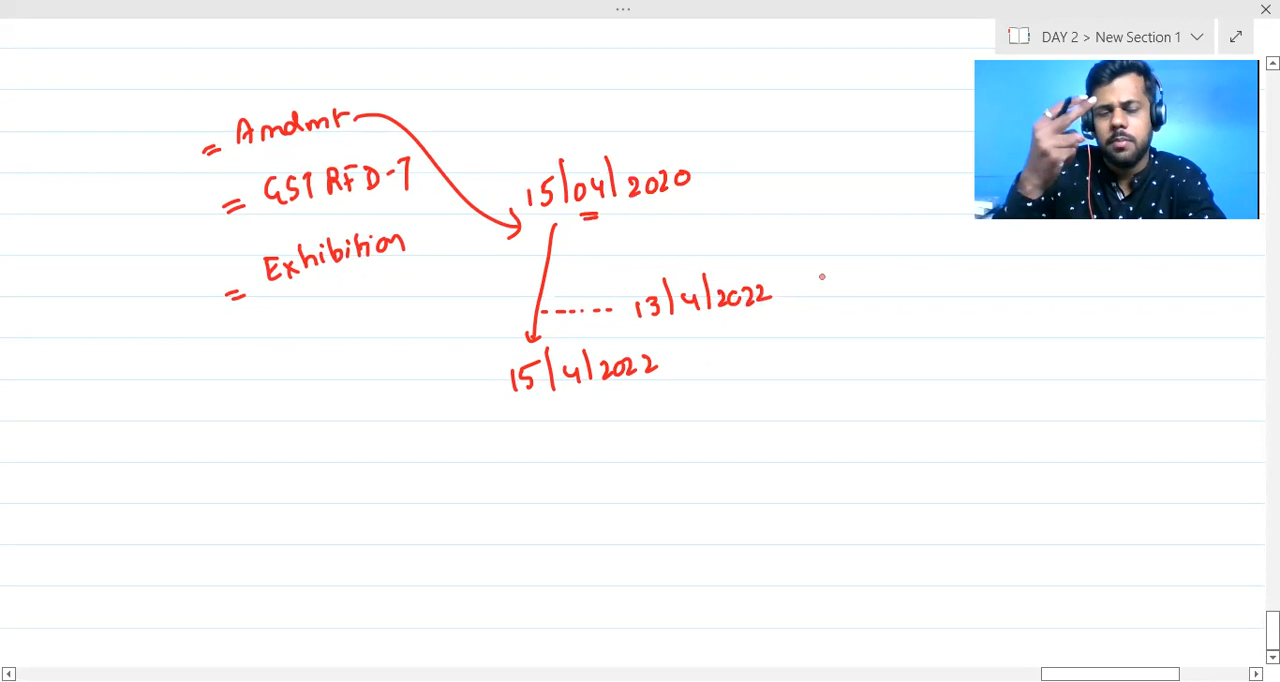 DAY 2 > New Section 1
= Amdmt
= GST RFD-7
= Exhibition
15/04/2020
13/4/2022
15/4/2022